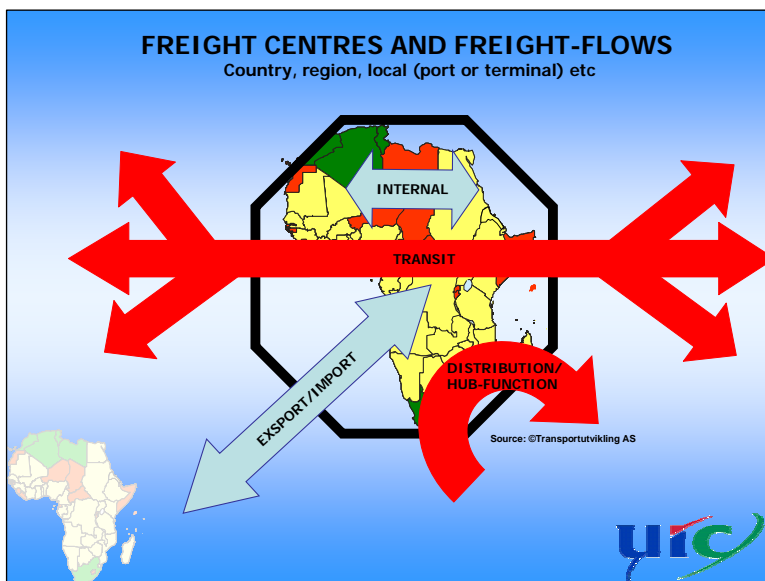 FREIGHT CENTRES AND FREIGHT-FLOWS
Country, region, local (port or terminal) etc
INTERNAL
TRANSIT
EXSPORT/IMPORT
DISTRIBUTION/
HUB-FUNCTION
Source: ©Transportutvikling AS
uic